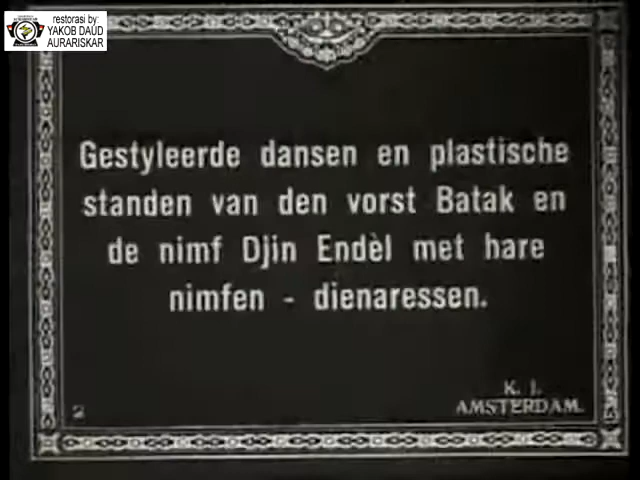 restorasi by:
YAKOB DAUD
AURARISKAR
Gestyleerde dansen en plastische
standen van den vorst Batak en
de nimf Djin Endèl met hare
nimfen - dienaressen.
2
K. I.
AMSTERDAM.